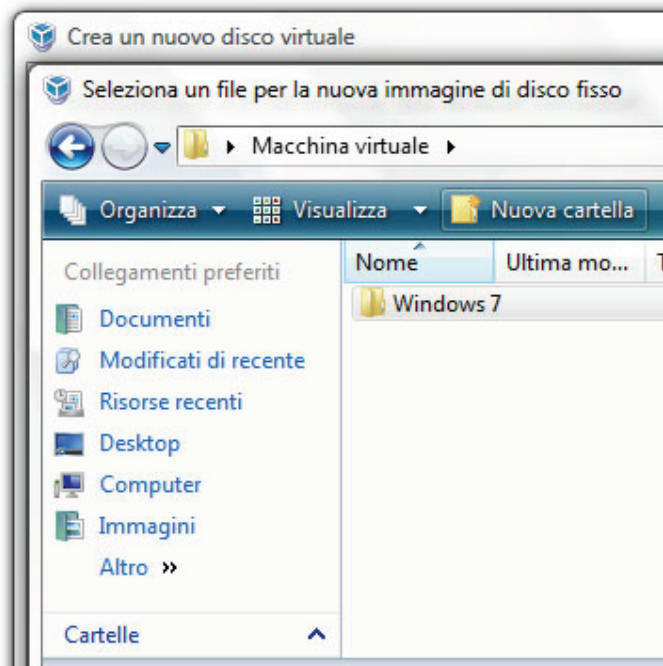 Crea un nuovo disco virtuale
Seleziona un file per la nuova immagine di disco fisso
Macchina virtuale
Organizza Visualizza Nuova cartella
Collegamenti preferiti
Nome Ultima mo... T
Windows 7
Documenti
Modificati di recente
Risorse recenti
Desktop
Computer
Immagini
Altro »
Cartelle